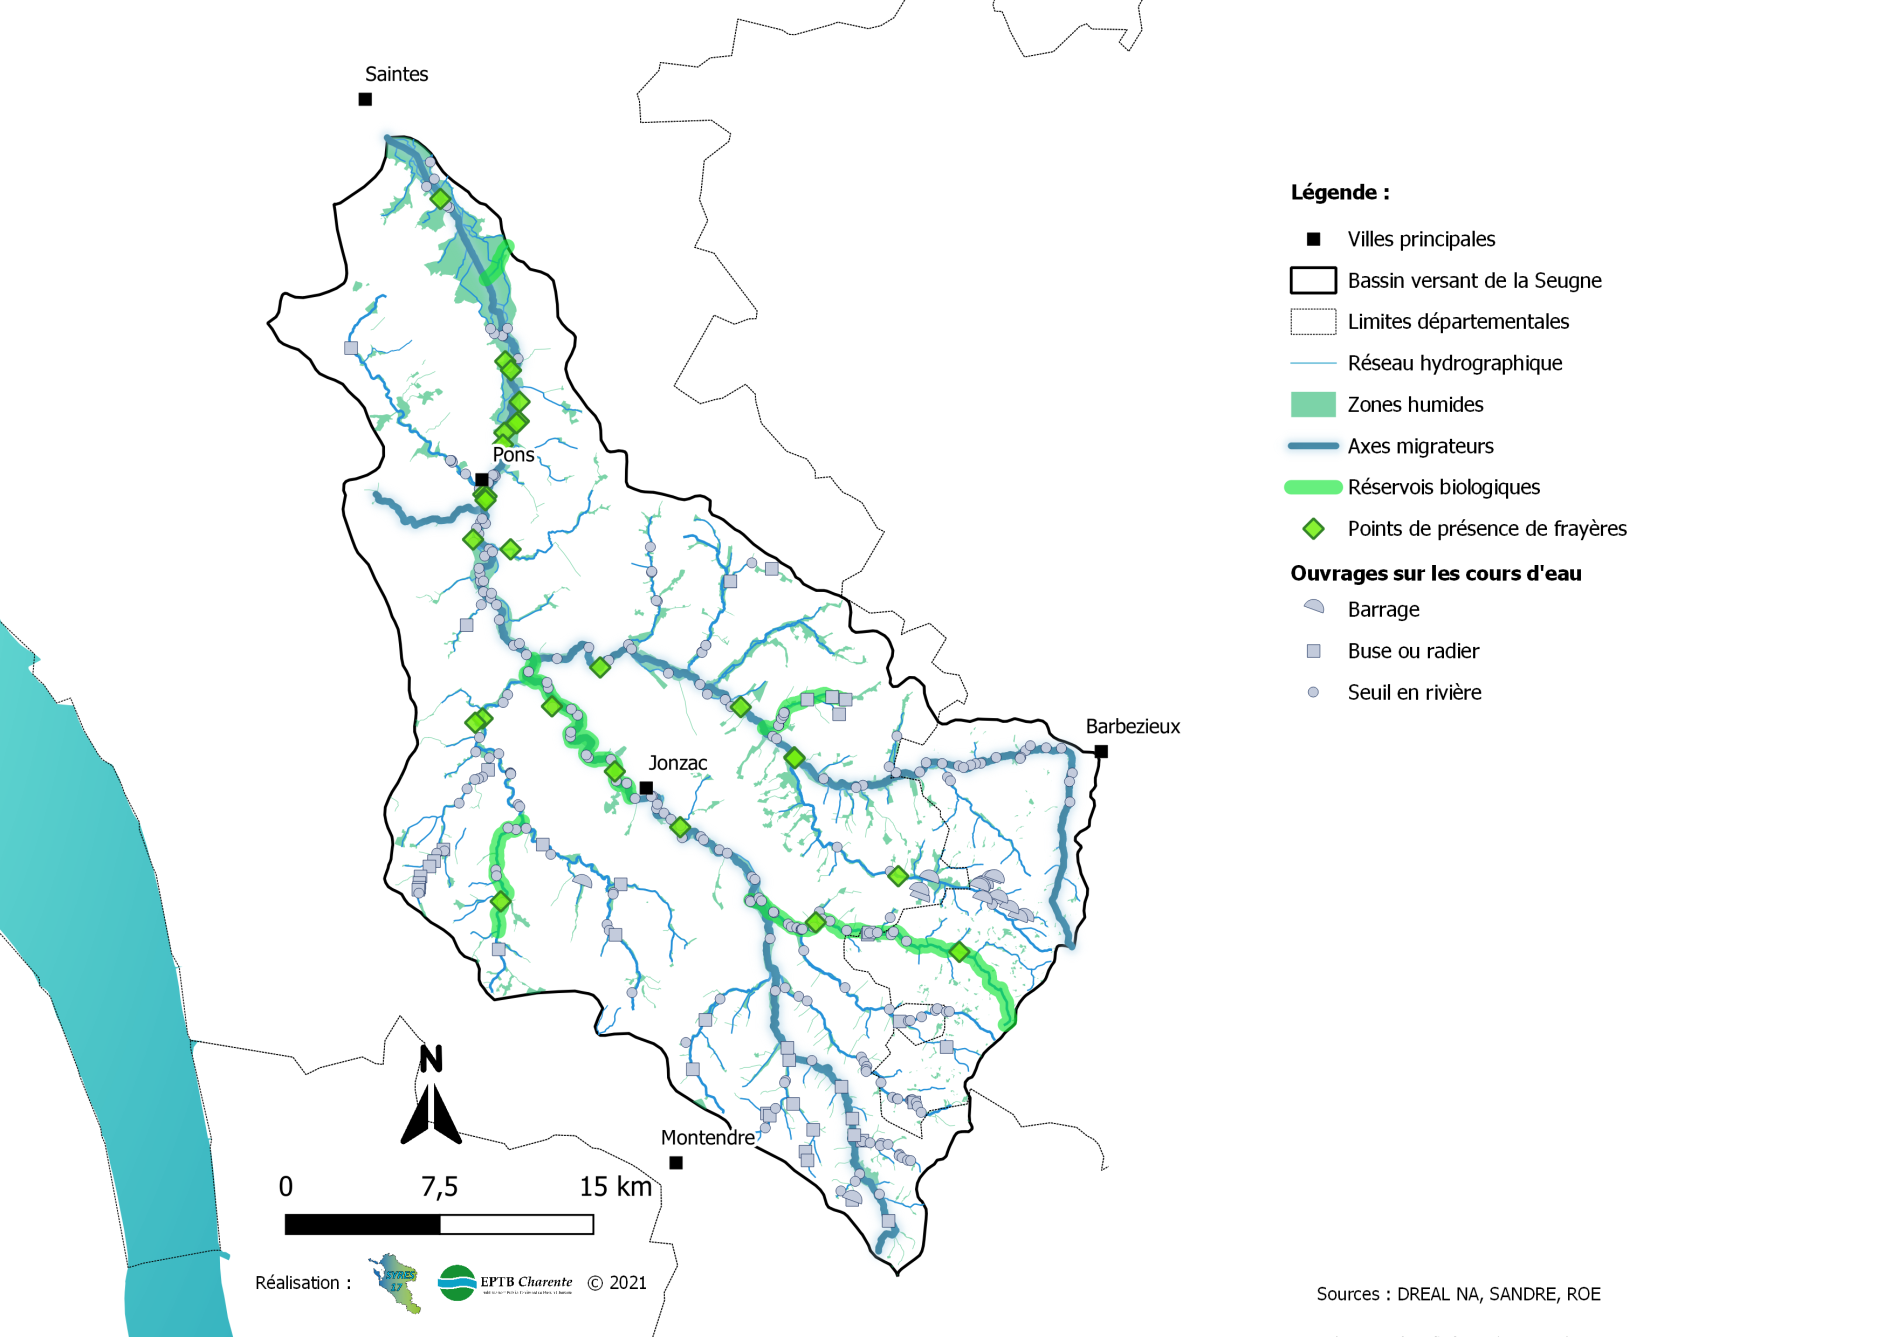 Saintes
Pons
Jonzac
Barbezieux
Montendre
Légende :
Villes principales
Bassin versant de la Seugne
Limites départementales
Réseau hydrographique
Zones humides
Axes migrateurs
Réservois biologiques
Points de présence de frayères
Ouvrages sur les cours d'eau
Barrage
Buse ou radier
Seuil en rivière
N
0 7,5 15 km
Réalisation :
SYRES 17
EPTB Charente
© 2021
Sources : DREAL NA, SANDRE, ROE